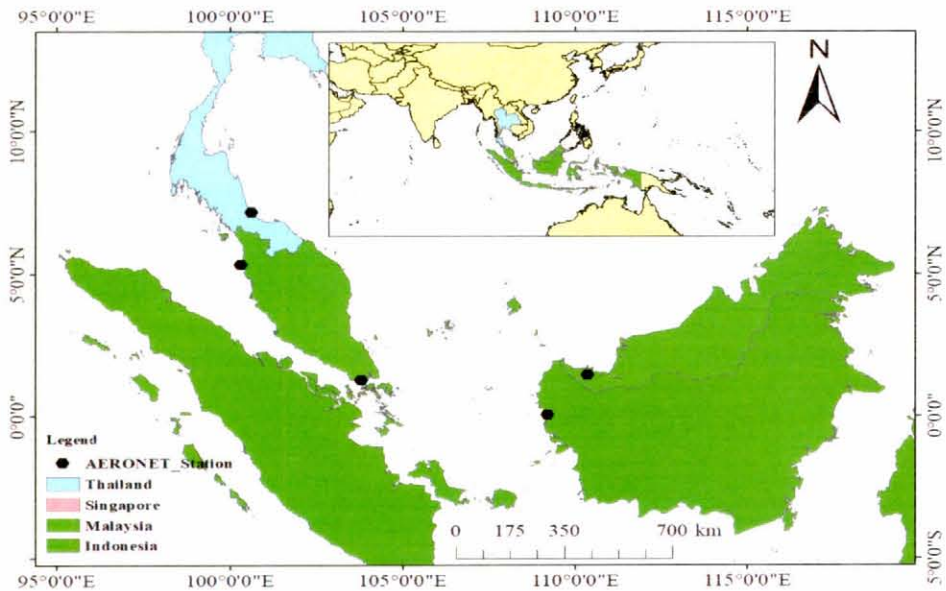 95°0'0"E 100°0'0"E 105°0'0"E 110°0'0"E 115°0'0"E
N
10°0'0"N
10°0'0"N
5°0'0"N
5°0'0"N
0°0'0"
0°0'0"
5°0'0"S
Legend
AERONET_Station
Thailand
Singapore
Malaysia
Indonesia
0 175 350 700 km
95°0'0"E 100°0'0"E 105°0'0"E 110°0'0"E 115°0'0"E